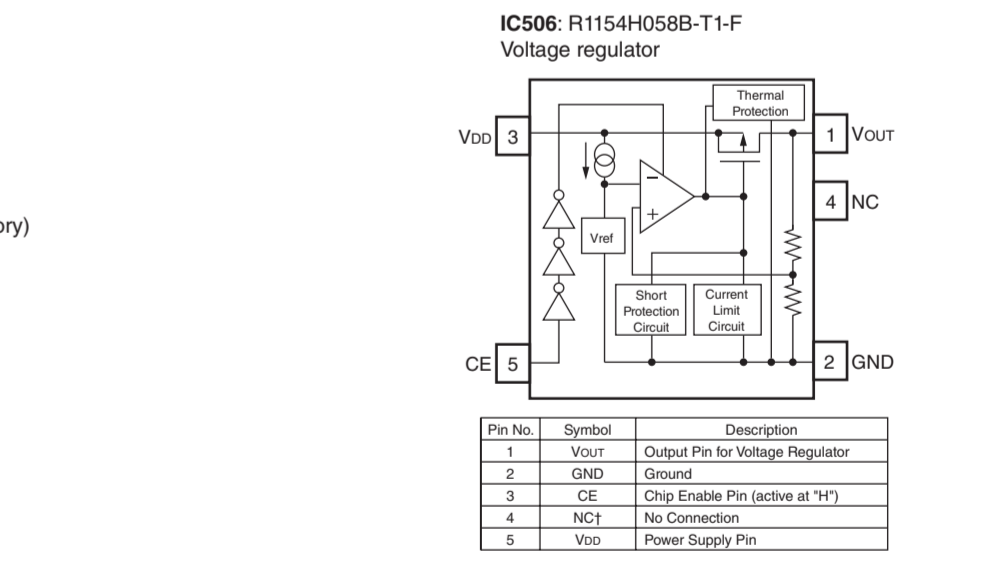 IC506: R1154H058B-T1-F
Voltage regulator
Thermal
Protection
VDD 3
1 VOUT
4 NC
ory)
Vref
Short
Protection
Circuit
Current
Limit
Circuit
CE 5
2 GND
Pin No. Symbol Description
1 VOUT Output Pin for Voltage Regulator
2 GND Ground
3 CE Chip Enable Pin (active at "H")
4 NC† No Connection
5 VDD Power Supply Pin